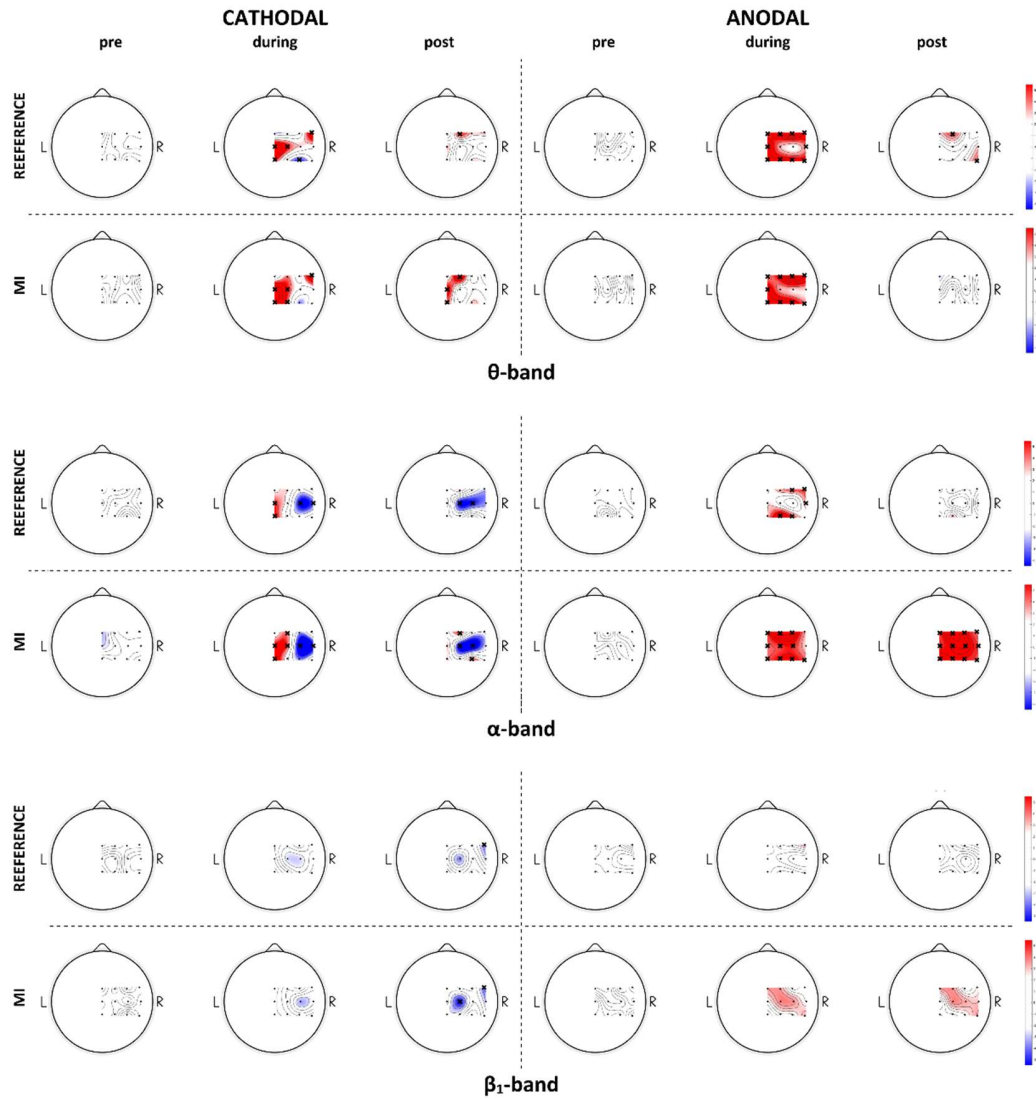 CATHODAL ANODAL
pre during post pre during post
REEFERENCE L R
MI L R
θ-band
REEFERENCE L R
MI L R
α-band
REEFERENCE L R
MI L R
β₁-band